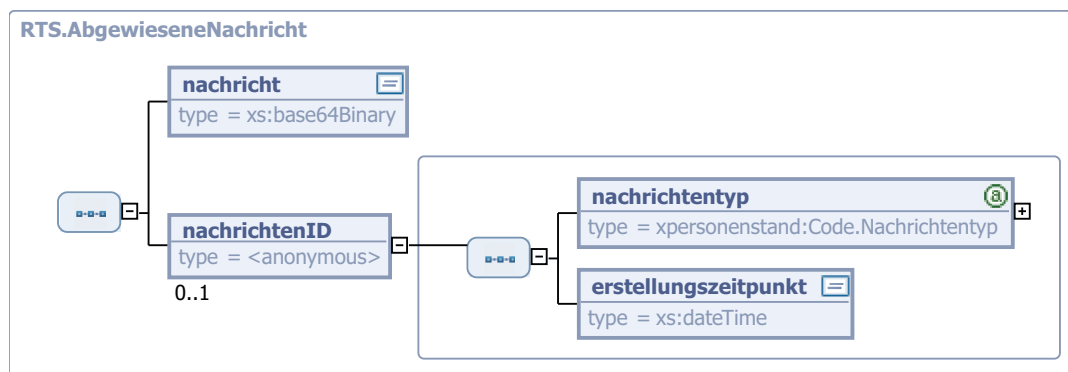 RTS.AbgewieseneNachricht
nachricht
type = xs:base64Binary
nachrichtenID
type = <anonymous>
0..1
nachrichtentyp
type = xpersonenstand:Code.Nachrichtentyp
erstellungszeitpunkt
type = xs:dateTime